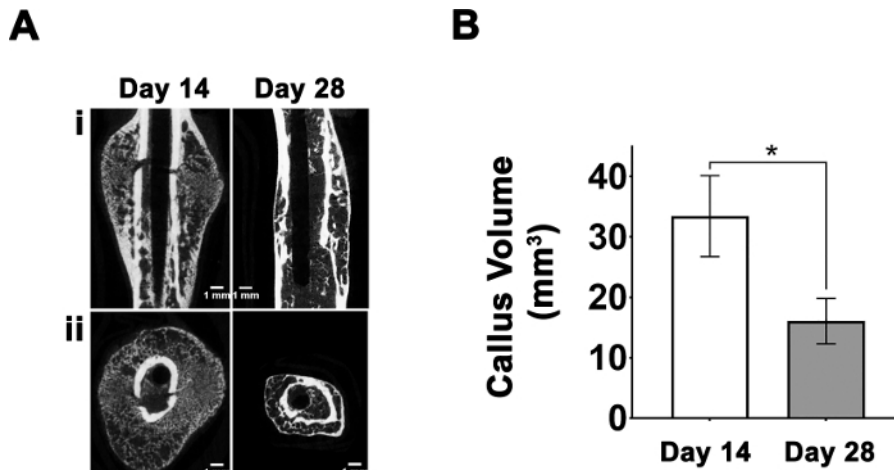 A
Day 14 Day 28
i
1 mm 1 mm
ii
B
*
Callus Volume
(mm³)
40
30
20
10
0
Day 14 Day 28